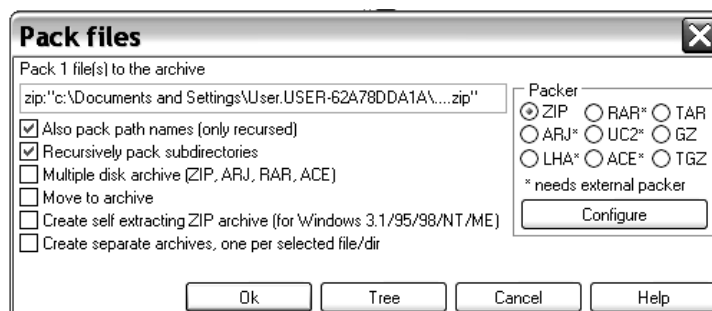 Pack files
Pack 1 file(s) to the archive
zip:"c:\Documents and Settings\User.USER-62A78DDA1A\....zip"
Also pack path names (only recursed)
Recursively pack subdirectories
Multiple disk archive (ZIP, ARJ, RAR, ACE)
Move to archive
Create self extracting ZIP archive (for Windows 3.1/95/98/NT/ME)
Create separate archives, one per selected file/dir
Packer
ZIP RAR* TAR
ARJ* UC2* GZ
LHA* ACE* TGZ
* needs external packer
Configure
Ok Tree Cancel Help